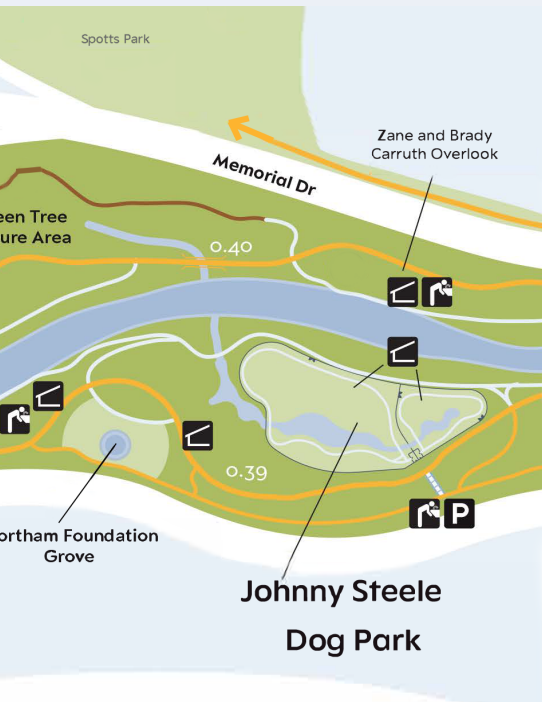 Spotts Park
Zane and Brady
Carruth Overlook
Memorial Dr
een Tree
ure Area
0.40
0.39
P
ortham Foundation
Grove
Johnny Steele
Dog Park